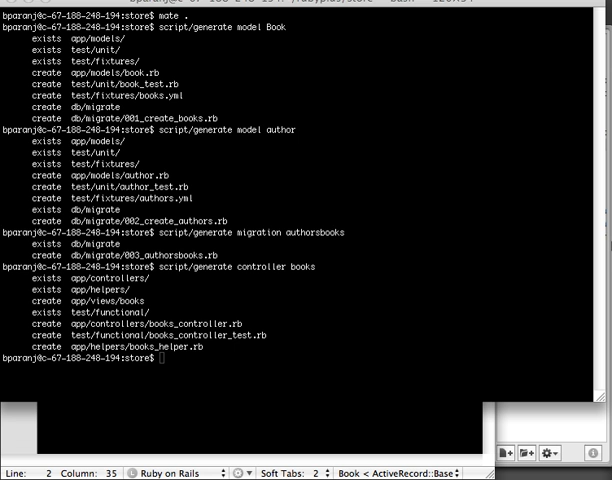 bparanj@c-67-188-248-194:store$ mate .
bparanj@c-67-188-248-194:store$ script/generate model Book
exists app/models/
exists test/unit/
exists test/fixtures/
create app/models/book.rb
create test/unit/book_test.rb
create test/fixtures/books.yml
create db/migrate
create db/migrate/001_create_books.rb
bparanj@c-67-188-248-194:store$ script/generate model author
exists app/models/
exists test/unit/
exists test/fixtures/
create app/models/author.rb
create test/unit/author_test.rb
create test/fixtures/authors.yml
exists db/migrate
create db/migrate/002_create_authors.rb
bparanj@c-67-188-248-194:store$ script/generate migration authorsbooks
exists db/migrate
create db/migrate/003_authorsbooks.rb
bparanj@c-67-188-248-194:store$ script/generate controller books
exists app/controllers/
exists app/helpers/
create app/views/books
exists test/functional/
create app/controllers/books_controller.rb
create test/functional/books_controller_test.rb
create app/helpers/books_helper.rb
bparanj@c-67-188-248-194:store$
Line: 2 Column: 35 Ruby on Rails Soft Tabs: 2 Book < ActiveRecord::Base